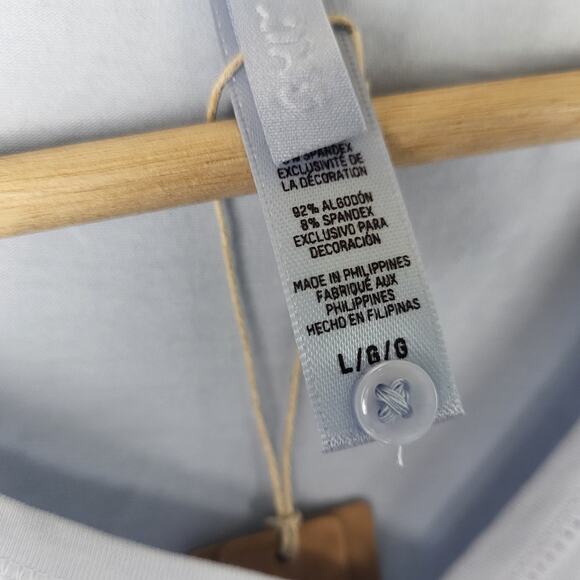 8% SPANDEX
EXCLUSIVITÉ DE
LA DÉCORATION
92% ALGODÓN
8% SPANDEX
EXCLUSIVO PARA
DECORACIÓN
MADE IN PHILIPPINES
FABRIQUÉ AUX
PHILIPPINES
HECHO EN FILIPINAS
L/G/G